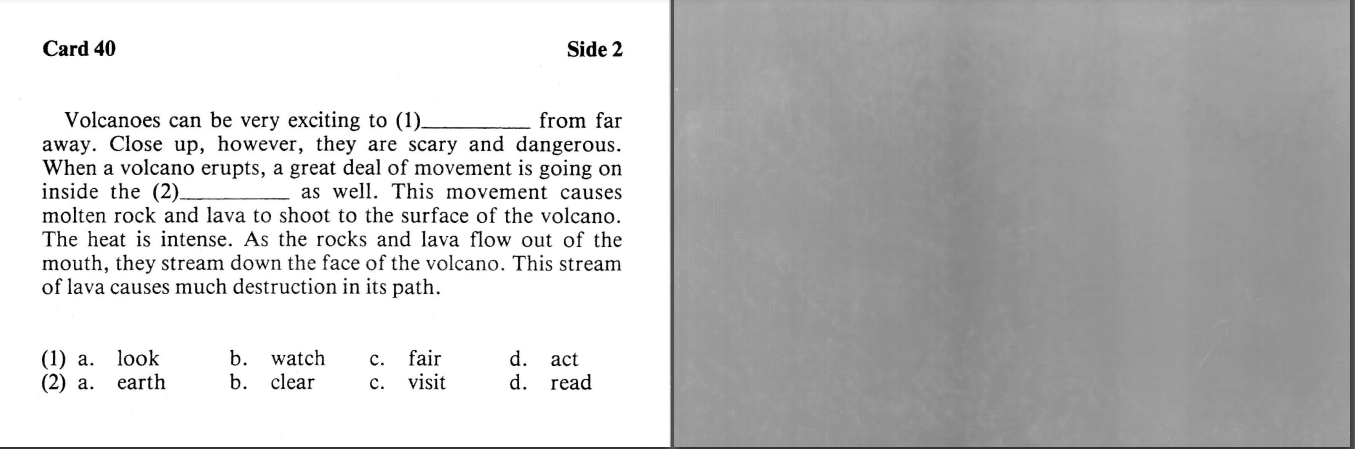 Card 40 Side 2
Volcanoes can be very exciting to (1)__________ from far
away. Close up, however, they are scary and dangerous.
When a volcano erupts, a great deal of movement is going on
inside the (2)__________ as well. This movement causes
molten rock and lava to shoot to the surface of the volcano.
The heat is intense. As the rocks and lava flow out of the
mouth, they stream down the face of the volcano. This stream
of lava causes much destruction in its path.
(1) a. look b. watch c. fair d. act
(2) a. earth b. clear c. visit d. read